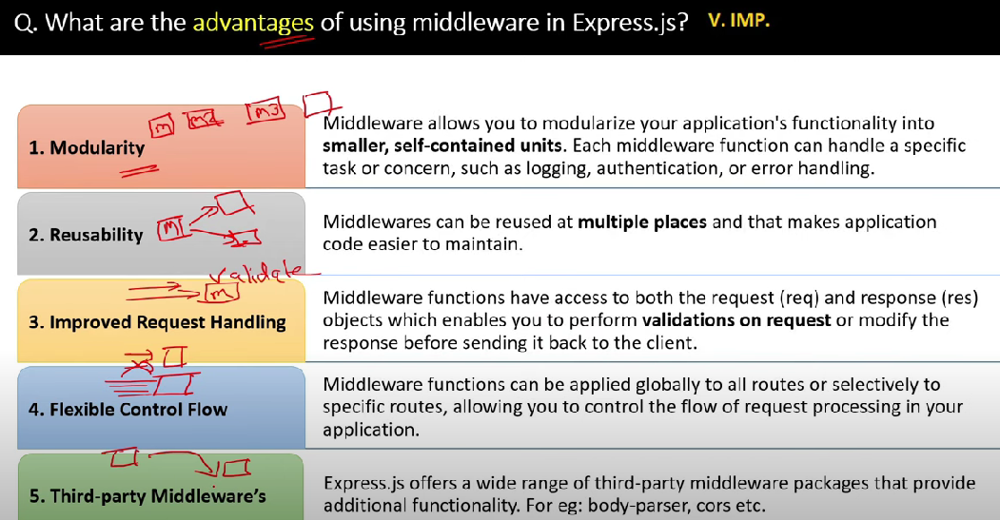 Q. What are the advantages of using middleware in Express.js? V. IMP.
m m2 m3
1. Modularity
Middleware allows you to modularize your application's functionality into
smaller, self-contained units. Each middleware function can handle a specific
task or concern, such as logging, authentication, or error handling.
m
2. Reusability
Middlewares can be reused at multiple places and that makes application
code easier to maintain.
validate
m
3. Improved Request Handling
Middleware functions have access to both the request (req) and response (res)
objects which enables you to perform validations on request or modify the
response before sending it back to the client.
4. Flexible Control Flow
Middleware functions can be applied globally to all routes or selectively to
specific routes, allowing you to control the flow of request processing in your
application.
5. Third-party Middleware’s
Express.js offers a wide range of third-party middleware packages that provide
additional functionality. For eg: body-parser, cors etc.